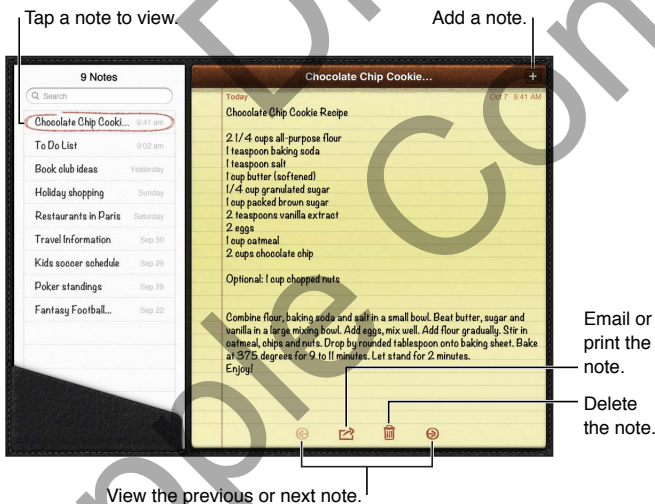 Tap a note to view.
Add a note.
9 Notes
Search
Chocolate Chip Cooki... 9:41 am
To Do List 9:02 am
Book club ideas Yesterday
Holiday shopping Sunday
Restaurants in Paris Saturday
Travel Information Sep 30
Kids soccer schedule Sep 29
Poker standings Sep 29
Fantasy Football... Sep 22
Chocolate Chip Cookie...
+
Today Oct 7 9:41 AM
Chocolate Chip Cookie Recipe
2 1/4 cups all-purpose flour
1 teaspoon baking soda
1 teaspoon salt
1 cup butter (softened)
1/4 cup granulated sugar
1 cup packed brown sugar
2 teaspoons vanilla extract
2 eggs
1 cup oatmeal
2 cups chocolate chip
Optional: 1 cup chopped nuts
Combine flour, baking soda and salt in a small bowl. Beat butter, sugar and
vanilla in a large mixing bowl. Add eggs, mix well. Add flour gradually. Stir in
oatmeal, chips and nuts. Drop by rounded tablespoon onto baking sheet. Bake
at 375 degrees for 9 to 11 minutes. Let stand for 2 minutes.
Enjoy!
Email or
print the
note.
Delete
the note.
View the previous or next note.